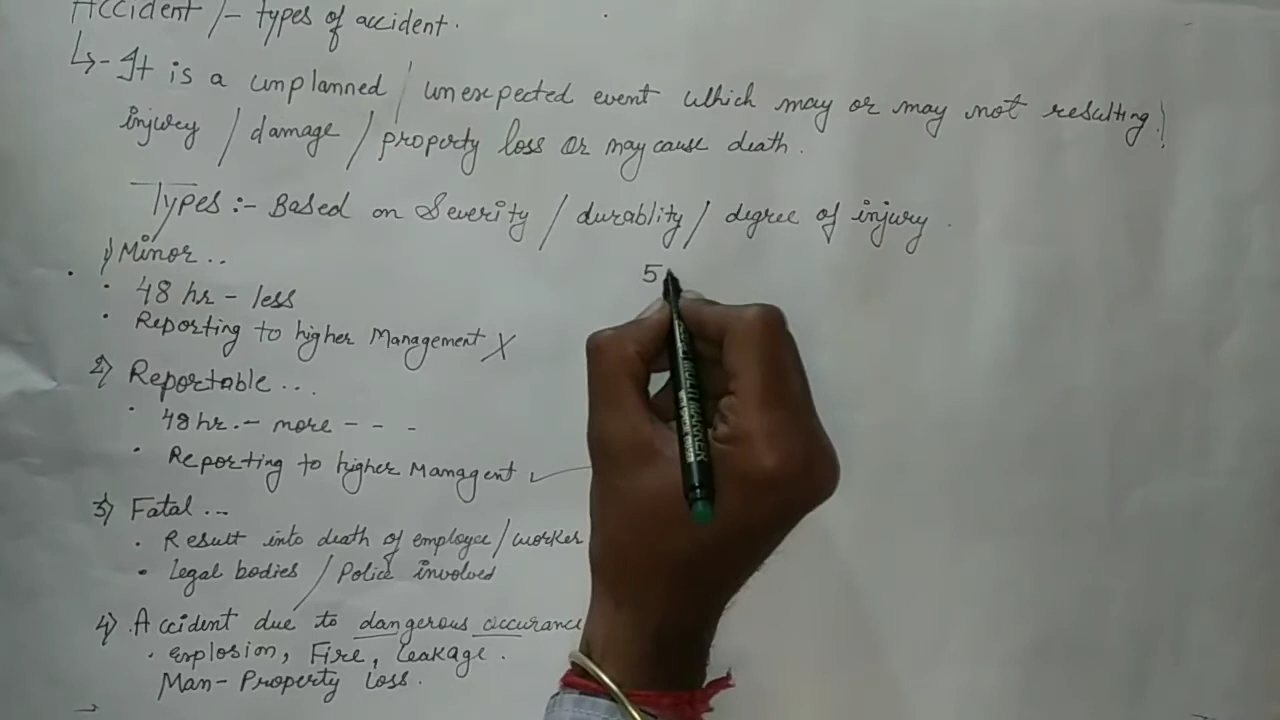 Accident /- types of accident.
↳- It is a unplanned / unexpected event which may or may not resulting /
injury / damage / property loss or may cause death.
Types :- Based on Severity / durablity / degree of injury.
1) Minor..
• 48 hr - less
• Reporting to higher Management X
2) Reportable...
• 48 hr. - more - - -
• Reporting to higher Managent ✓
3) Fatal...
• Result into death of employee / worker
• Legal bodies / Police involved
4) Accident due to dangerous occurance
• Explosion, Fire, Leakage.
Man- Property Loss.
5
MULTI MARKER